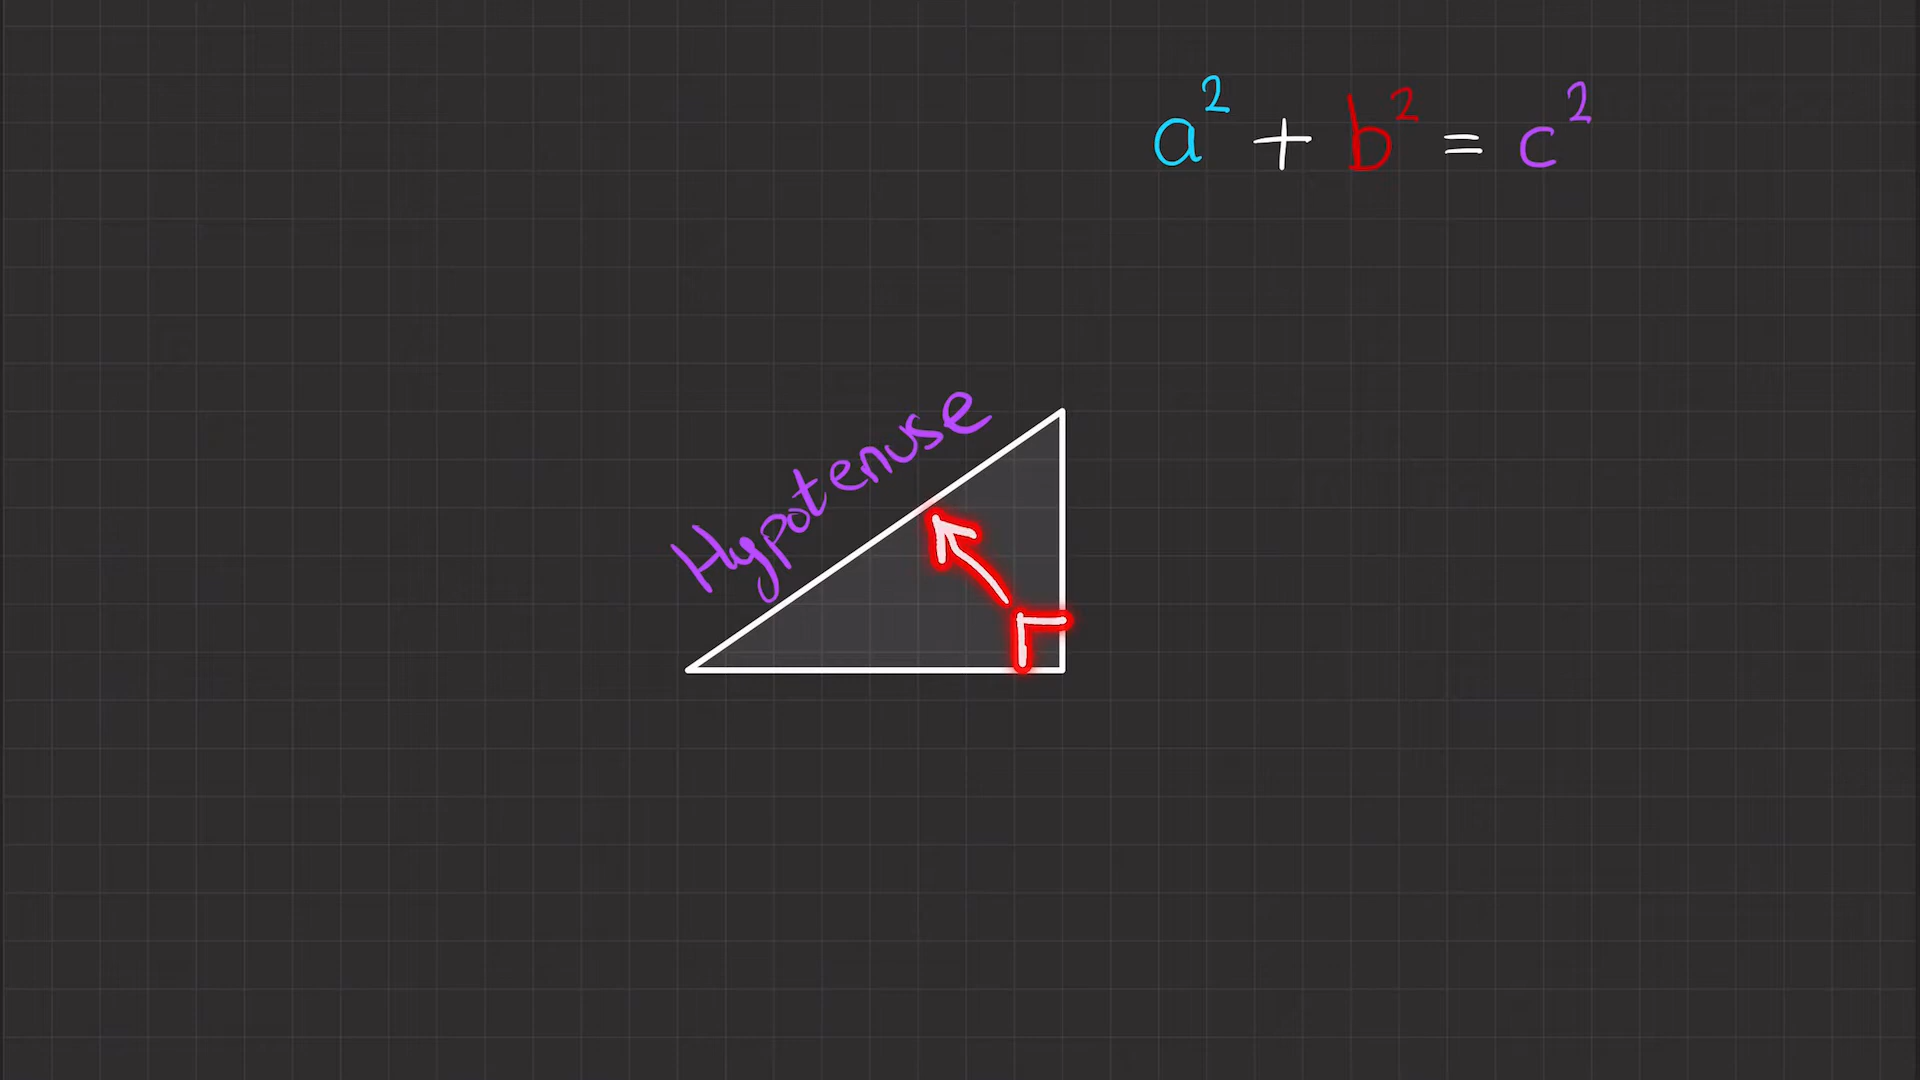 a² + b² = c²
Hypotenuse